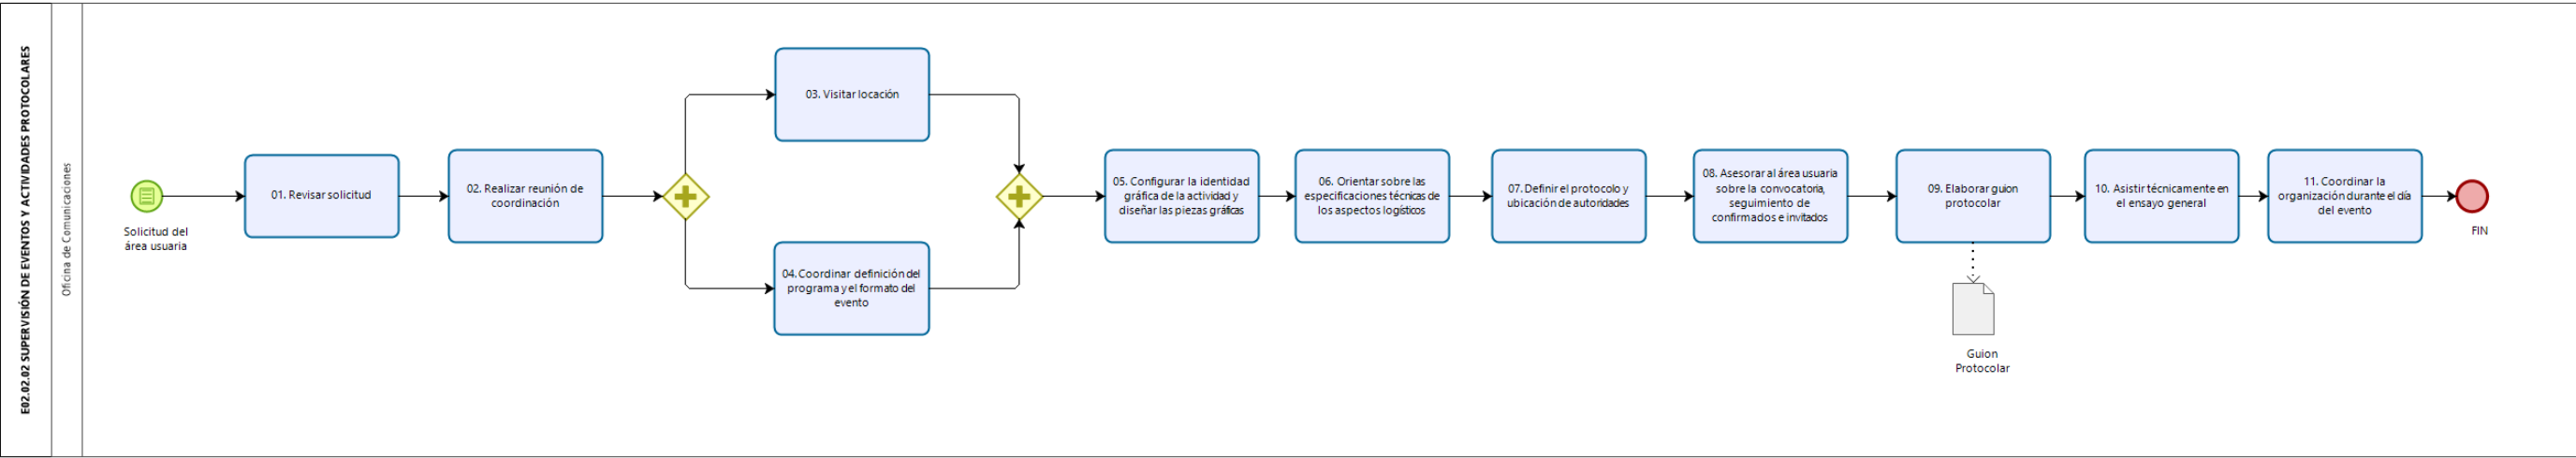 E02.02.02 SUPERVISIÓN DE EVENTOS Y ACTIVIDADES PROTOCOLARES
Oficina de Comunicaciones
Solicitud del
área usuaria
01. Revisar solicitud
02. Realizar reunión de
coordinación
03. Visitar locación
04. Coordinar definición del
programa y el formato del
evento
05. Configurar la identidad
gráfica de la actividad y
diseñar las piezas gráficas
06. Orientar sobre las
especificaciones técnicas de
los aspectos logísticos
07. Definir el protocolo y
ubicación de autoridades
08. Asesorar al área usuaria
sobre la convocatoria,
seguimiento de
confirmados e invitados
09. Elaborar guion
protocolar
Guion
Protocolar
10. Asistir técnicamente en
el ensayo general
11. Coordinar la
organización durante el día
del evento
FIN